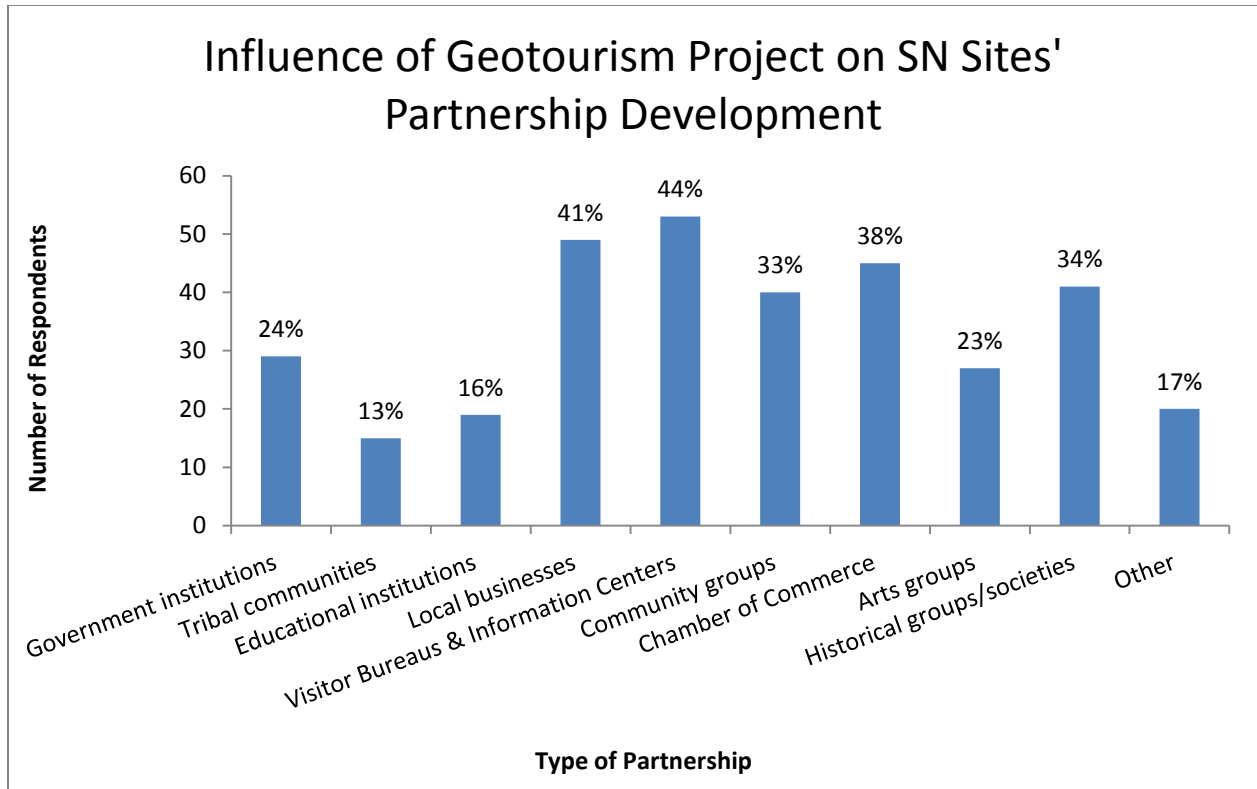 Influence of Geotourism Project on SN Sites'
Partnership Development
Number of Respondents
60
50
40
30
20
10
0
24%
13%
16%
41%
44%
33%
38%
23%
34%
17%
Government institutions
Tribal communities
Educational institutions
Local businesses
Visitor Bureaus & Information Centers
Community groups
Chamber of Commerce
Arts groups
Historical groups/societies
Other
Type of Partnership